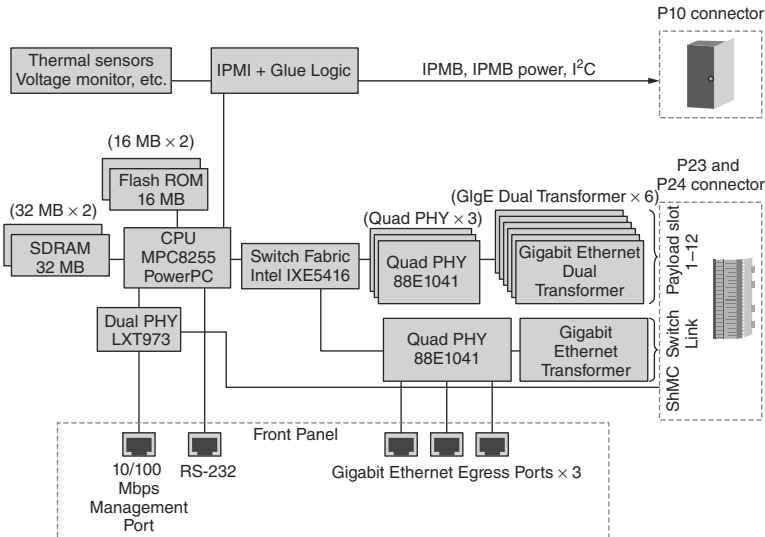 P10 connector
Thermal sensors
Voltage monitor, etc.
IPMI + Glue Logic
IPMB, IPMB power, I²C
(16 MB × 2)
Flash ROM
16 MB
P23 and
P24 connector
(32 MB × 2)
SDRAM
32 MB
CPU
MPC8255
PowerPC
Switch Fabric
Intel IXE5416
(Quad PHY × 3)
Quad PHY
88E1041
(GIgE Dual Transformer × 6)
Gigabit Ethernet
Dual
Transformer
Payload slot
1–12
Dual PHY
LXT973
Quad PHY
88E1041
Gigabit
Ethernet
Transformer
Switch
Link
ShMC
Front Panel
10/100
Mbps
Management
Port
RS-232
Gigabit Ethernet Egress Ports × 3